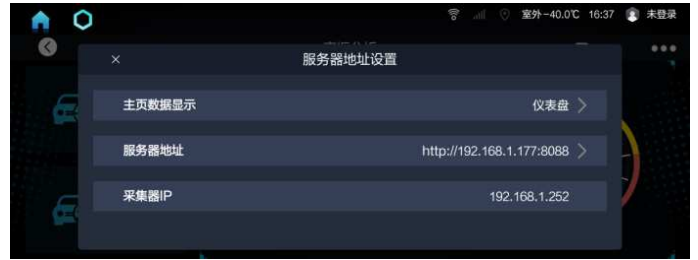 室外-40.0℃ 16:37 未登录
× 服务器地址设置
主页数据显示 仪表盘
服务器地址 http://192.168.1.177:8088
采集器IP 192.168.1.252